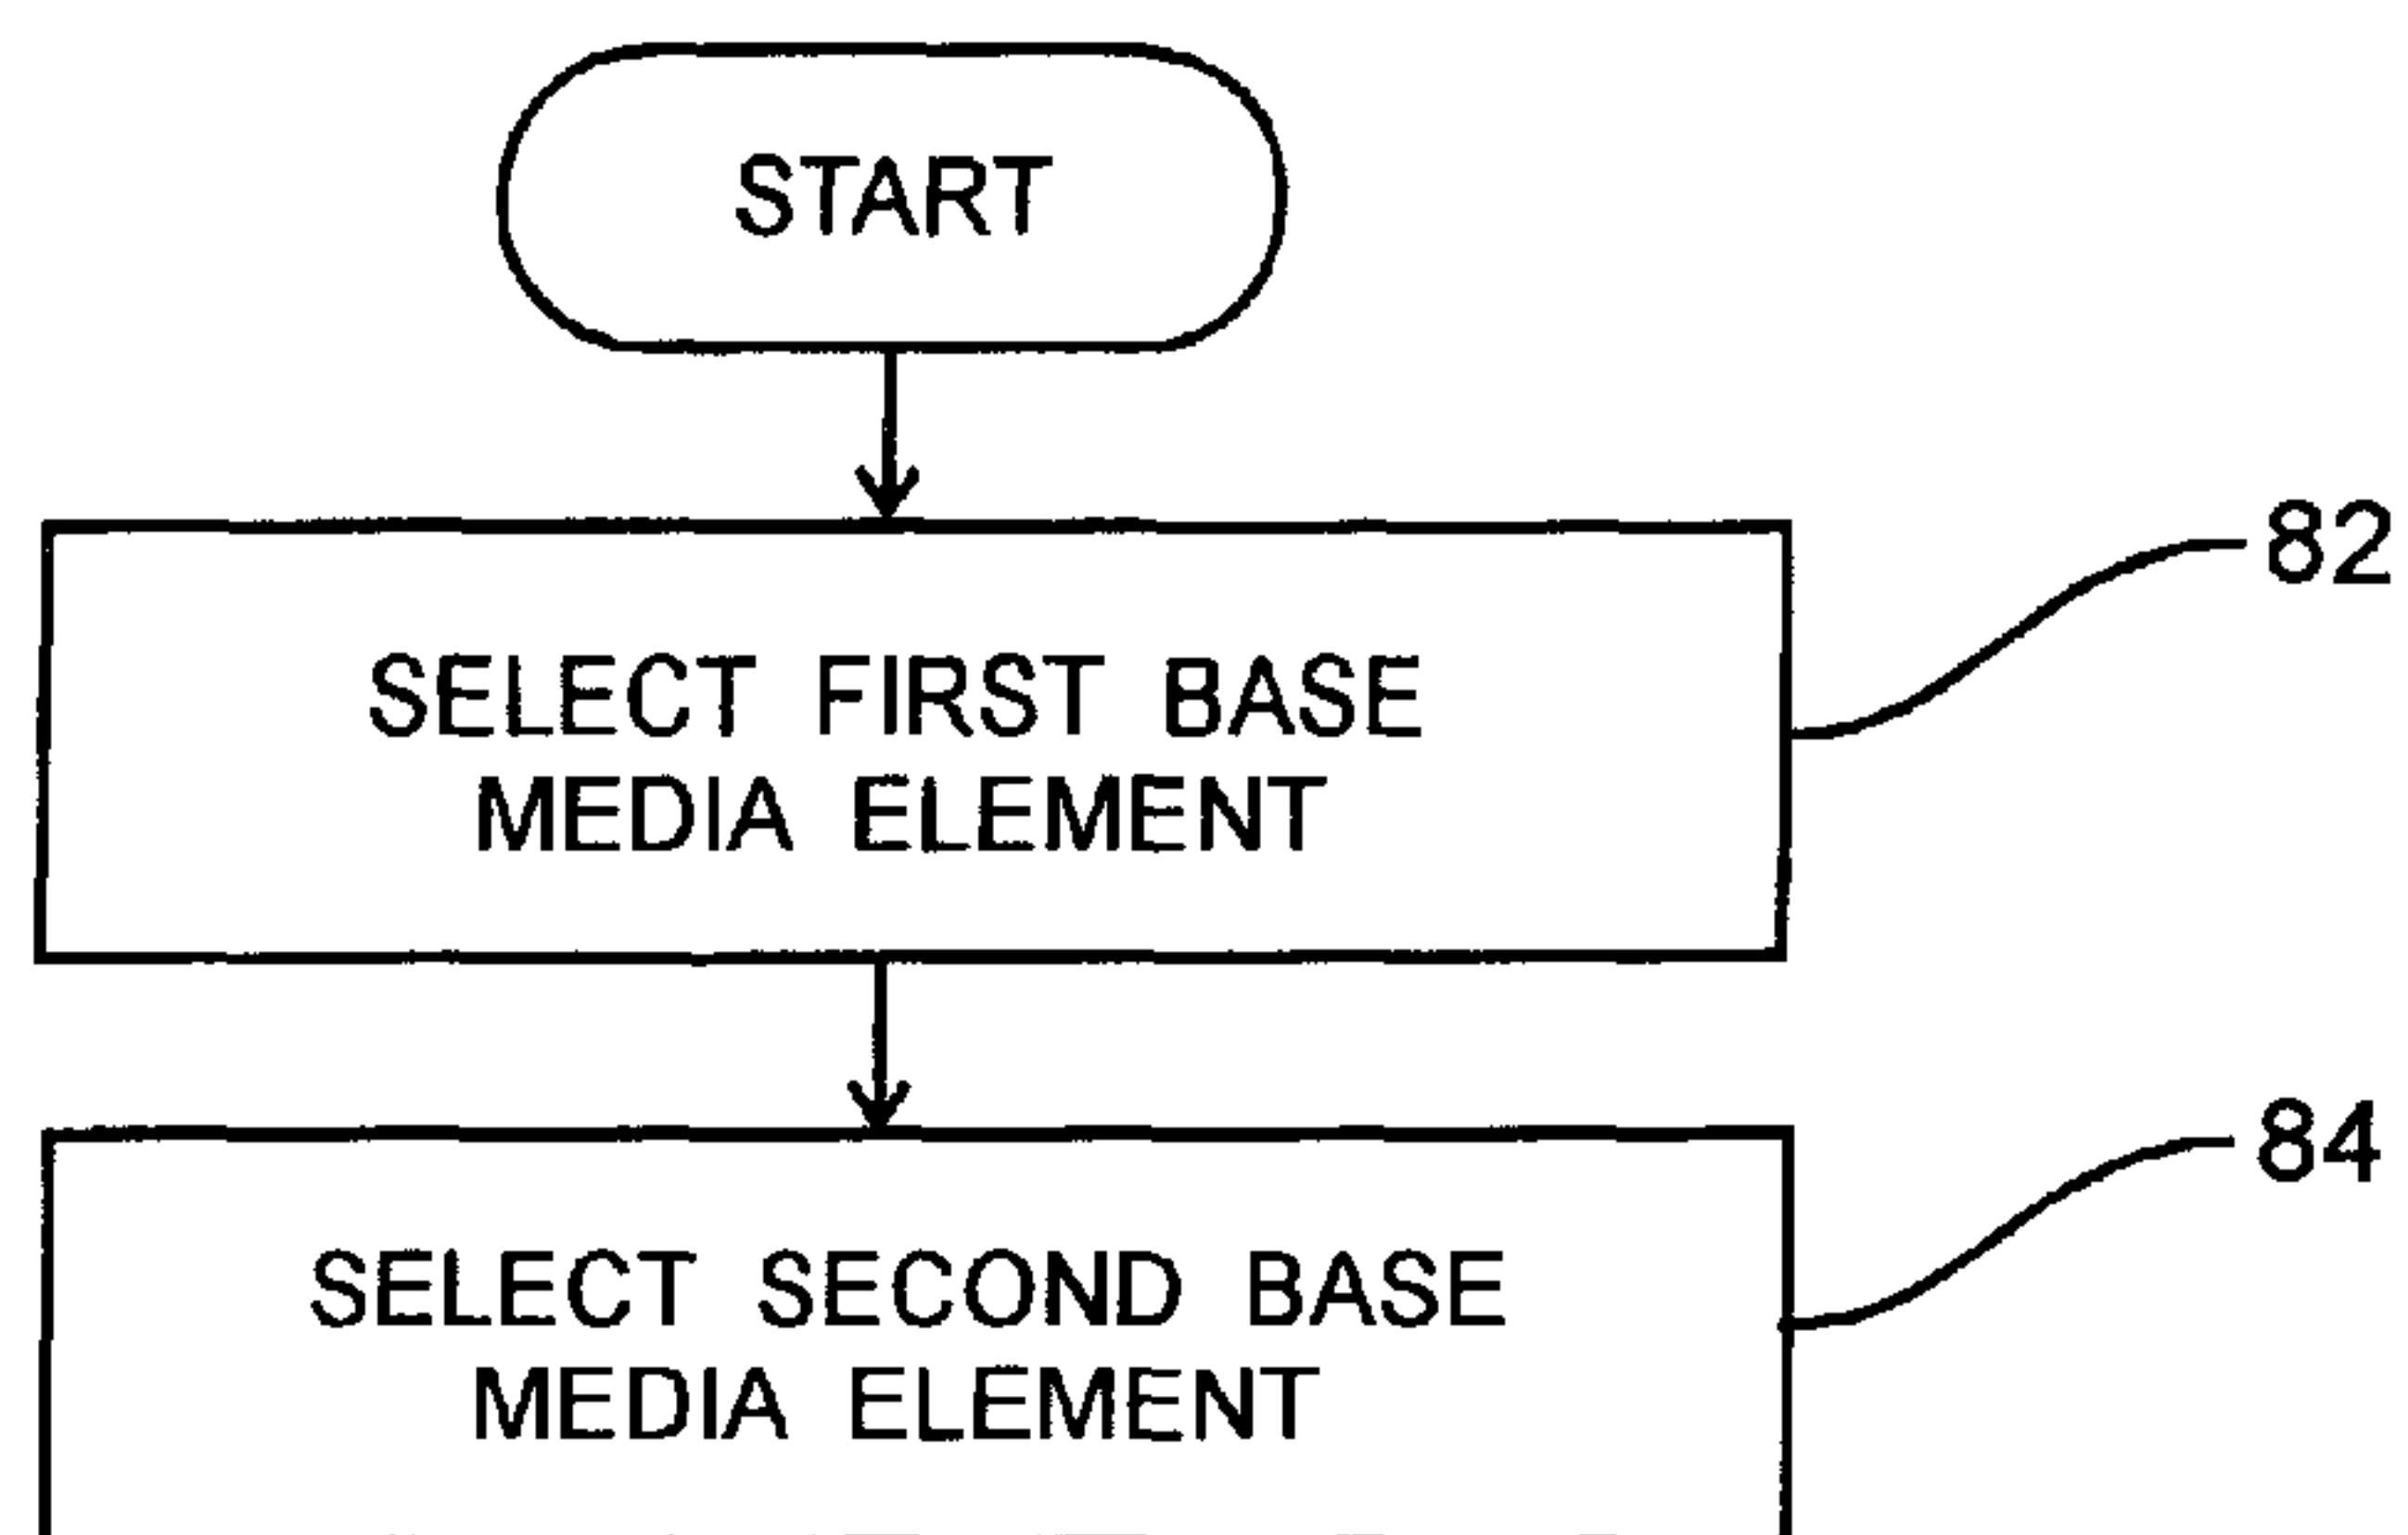 START
82
SELECT FIRST BASE
MEDIA ELEMENT
84
SELECT SECOND BASE
MEDIA ELEMENT